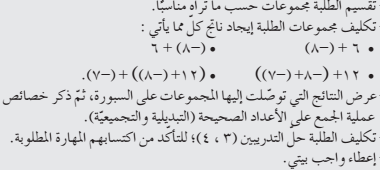 تقسيم الطلبة مجموعات حسب ما تراه مناسبًا.
تكليف مجموعات الطلبة إيجاد ناتج كلّ مما يأتي :
• ٦ + (–٨) • (–٨) + ٦
• ١٢ + (–٨+ (–٧)) • (١٢+ (–٨)) + (–٧).
عرض النتائج التي توصّلت إليها المجموعات على السبورة، ثمّ ذكر خصائص
عملية الجمع على الأعداد الصحيحة (التبديلية والتجميعيّة).
تكليف الطلبة حلّ التدريبين (٣ ، ٤)؛ للتأكّد من اكتسابهم المهارة المطلوبة.
إعطاء واجب بيتي.